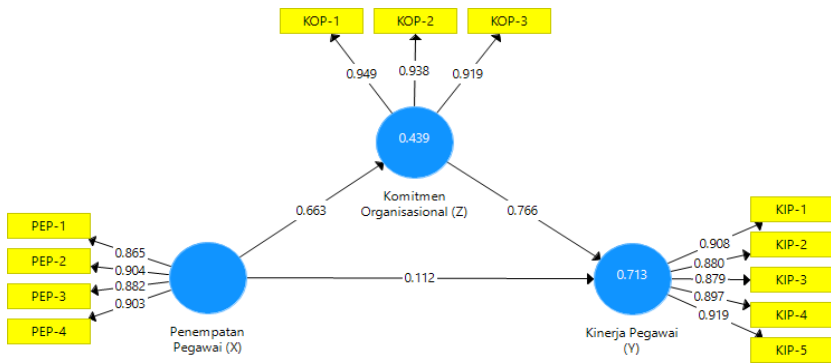 KOP-1
KOP-2
KOP-3
0.949
0.938
0.919
0.439
Komitmen
Organisasional (Z)
0.663
0.766
PEP-1
PEP-2
PEP-3
PEP-4
0.865
0.904
0.882
0.903
Penempatan
Pegawai (X)
0.112
0.713
Kinerja Pegawai
(Y)
0.908
0.880
0.879
0.897
0.919
KIP-1
KIP-2
KIP-3
KIP-4
KIP-5